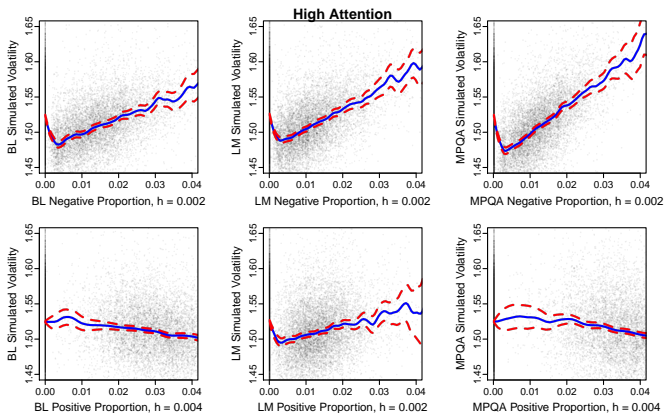 High Attention
BL Simulated Volatility
1.45 1.50 1.55 1.60 1.65
0.00 0.01 0.02 0.03 0.04
BL Negative Proportion, h = 0.002
LM Simulated Volatility
1.45 1.50 1.55 1.60 1.65
0.00 0.01 0.02 0.03 0.04
LM Negative Proportion, h = 0.002
MPQA Simulated Volatility
1.45 1.50 1.55 1.60 1.65
0.00 0.01 0.02 0.03 0.04
MPQA Negative Proportion, h = 0.002
BL Simulated Volatility
1.45 1.50 1.55 1.60 1.65
0.00 0.01 0.02 0.03 0.04
BL Positive Proportion, h = 0.004
LM Simulated Volatility
1.45 1.50 1.55 1.60 1.65
0.00 0.01 0.02 0.03 0.04
LM Positive Proportion, h = 0.002
MPQA Simulated Volatility
1.45 1.50 1.55 1.60 1.65
0.00 0.01 0.02 0.03 0.04
MPQA Positive Proportion, h = 0.004